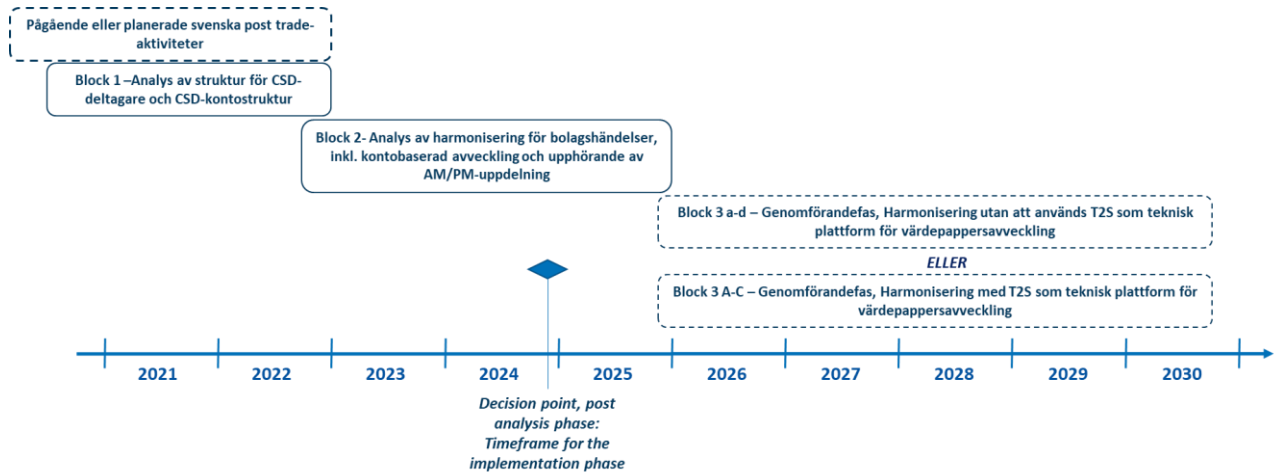 Pågående eller planerade svenska post trade-
aktiviteter
Block 1 –Analys av struktur för CSD-
deltagare och CSD-kontostruktur
Block 2- Analys av harmonisering för bolagshändelser,
inkl. kontobaserad avveckling och upphörande av
AM/PM-uppdelning
Block 3 a-d – Genomförandefas, Harmonisering utan att används T2S som teknisk
plattform för värdepappersavveckling
ELLER
Block 3 A-C – Genomförandefas, Harmonisering med T2S som teknisk plattform för
värdepappersavveckling
2021 2022 2023 2024 2025 2026 2027 2028 2029 2030
Decision point, post
analysis phase:
Timeframe for the
implementation phase